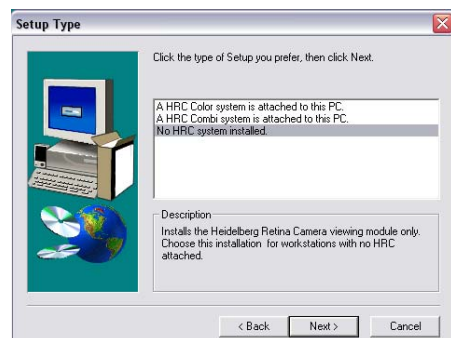 Setup Type
Click the type of Setup you prefer, then click Next.
A HRC Color system is attached to this PC.
A HRC Combi system is attached to this PC.
No HRC system installed.
Description
Installs the Heidelberg Retina Camera viewing module only.
Choose this installation for workstations with no HRC
attached.
< Back
Next >
Cancel